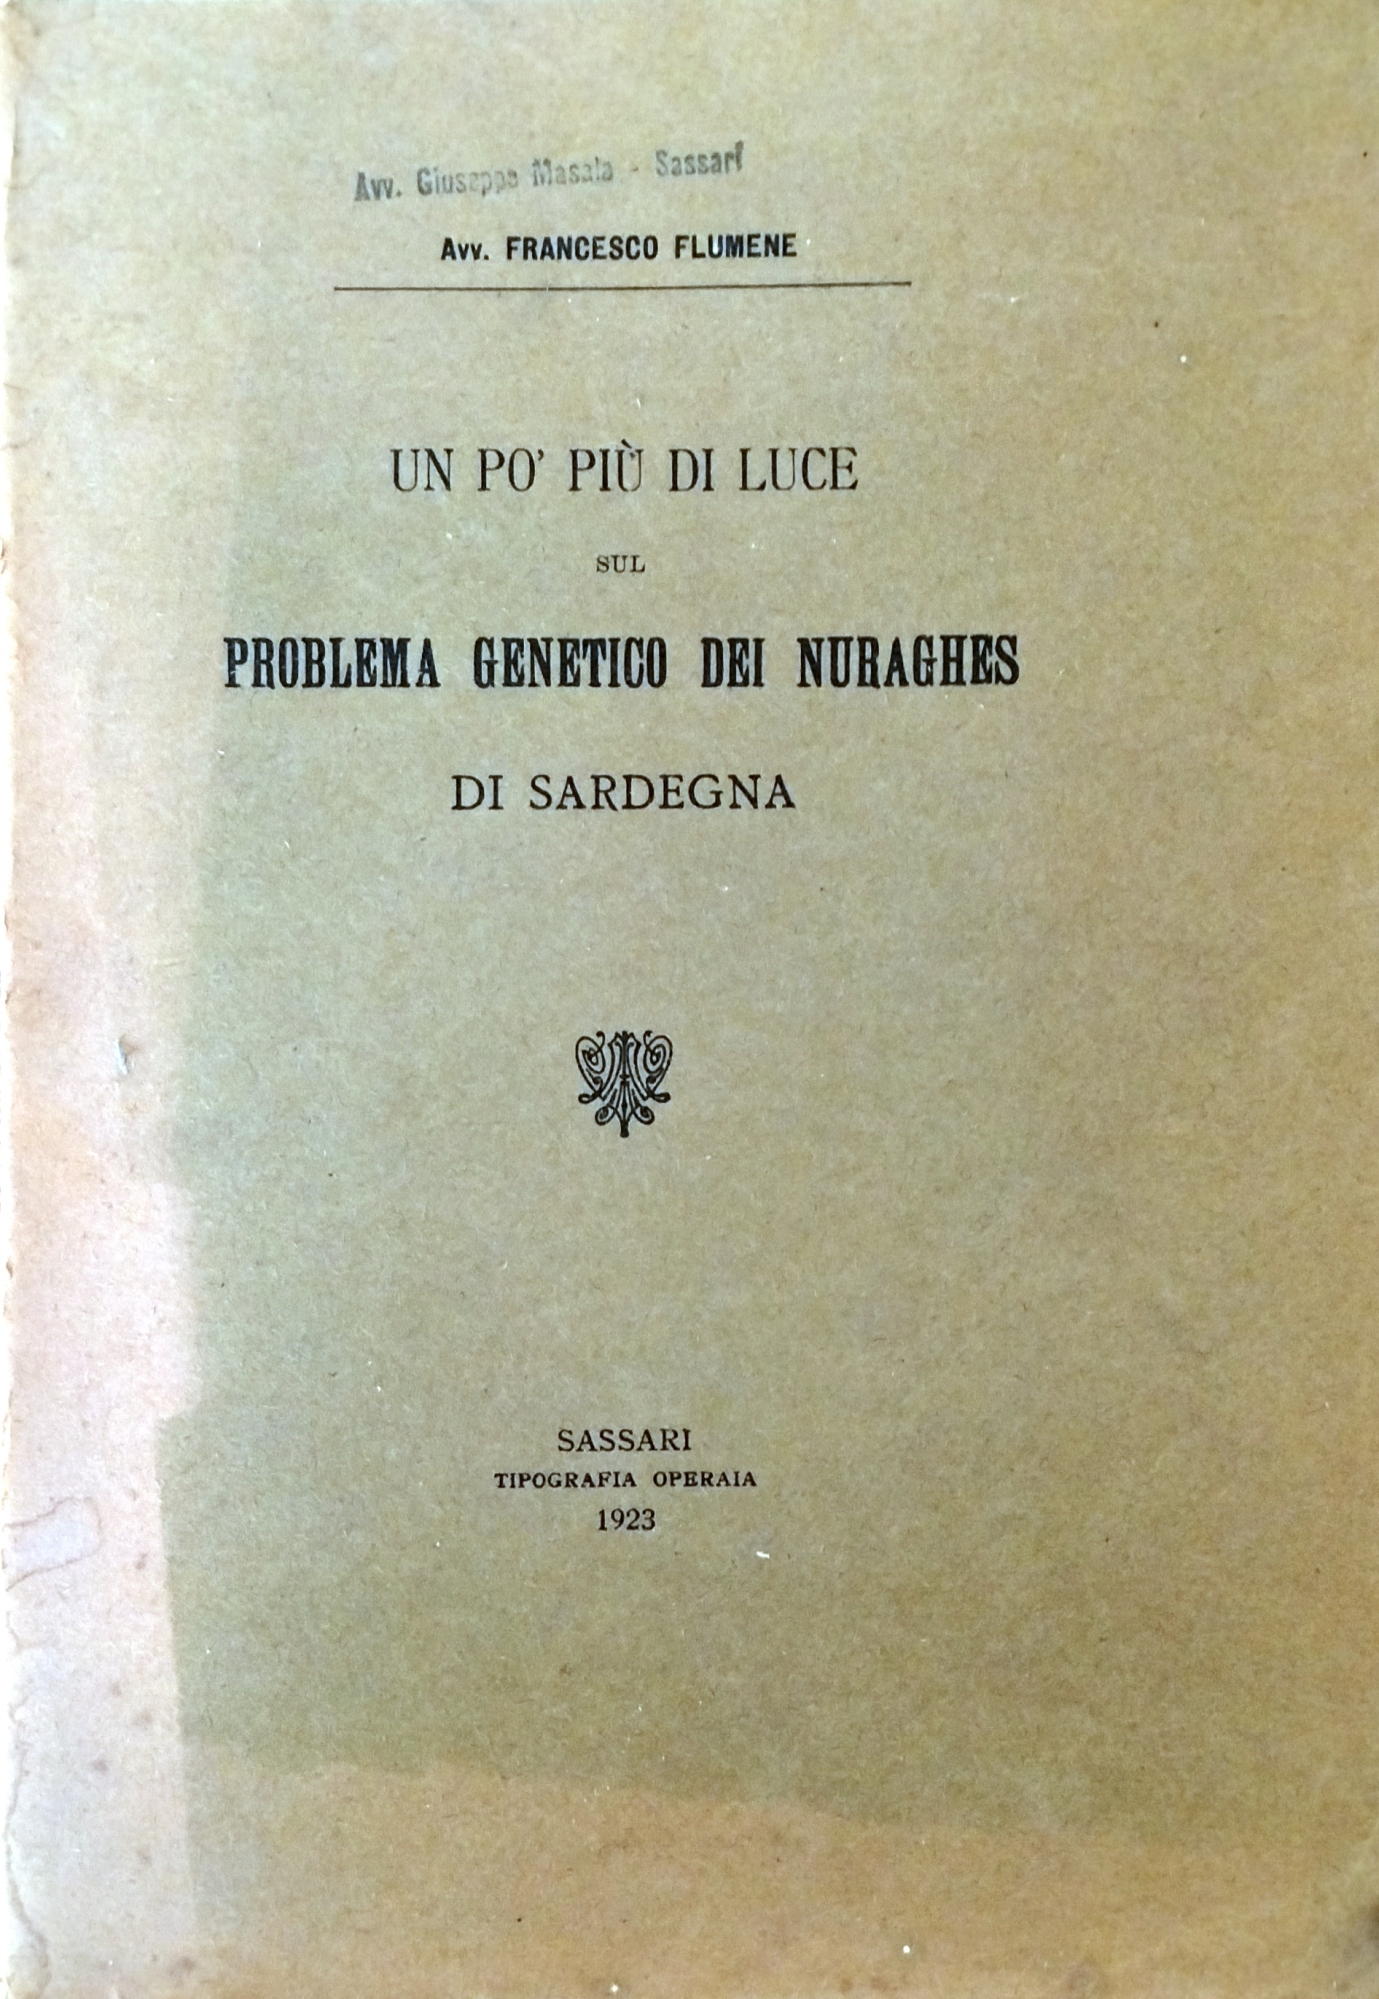 Avv. Giuseppe Masala - Sassari
Avv. FRANCESCO FLUMENE
UN PO' PIÙ DI LUCE
SUL
PROBLEMA GENETICO DEI NURAGHES
DI SARDEGNA
SASSARI
TIPOGRAFIA OPERAIA
1923